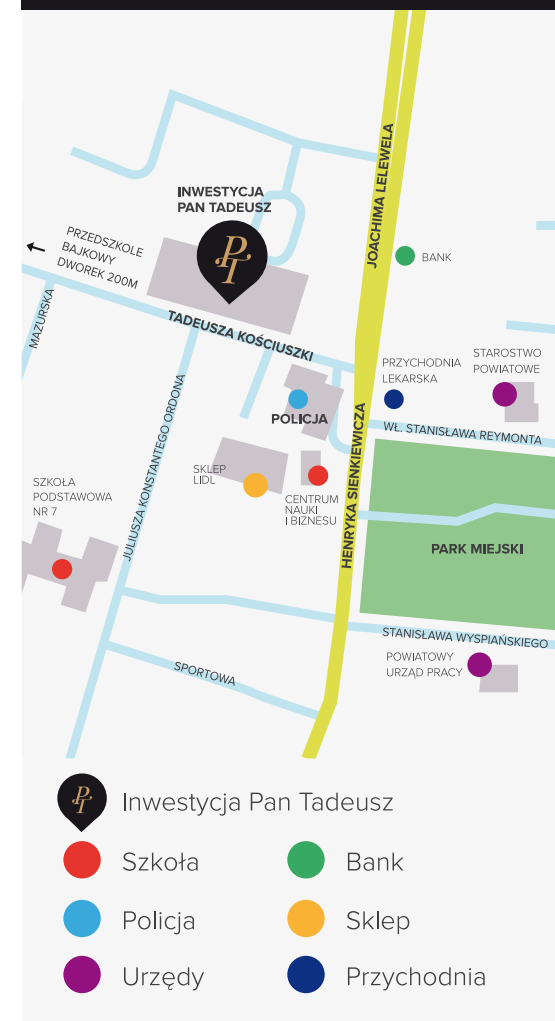 JOACHIMA LELEWELA
INWESTYCJA
PAN TADEUSZ
PT
PRZEDSZKOLE
BAJKOWY
DWOREK 200M
BANK
MAZURSKA
TADEUSZA KOŚCIUSZKI
STAROSTWO
POWIATOWE
PRZYCHODNIA
LEKARSKA
POLICJA
WŁ. STANISŁAWA REYMONTA
JULIUSZA KONSTANTEGO ORDONA
HENRYKA SIENKIEWICZA
SKLEP
LIDL
SZKOŁA
PODSTAWOWA
NR 7
CENTRUM
NAUKI
I BIZNESU
PARK MIEJSKI
STANISŁAWA WYSPIAŃSKIEGO
POWIATOWY
URZĄD PRACY
SPORTOWA
PT
Inwestycja Pan Tadeusz
Szkoła
Bank
Policja
Sklep
Urzędy
Przychodnia